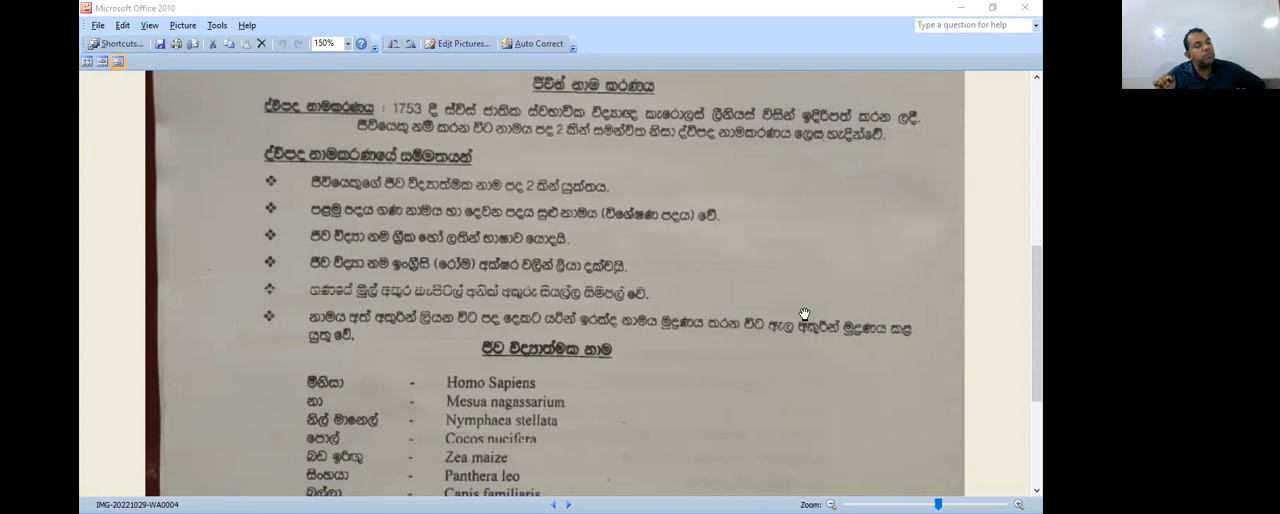 Microsoft Office 2010
File Edit View Picture Tools Help
Type a question for help
Shortcuts... 150% Edit Pictures... Auto Correct
ජීවීන් නාම කරණය
ද්විපද නාමකරණය : 1753 දී ස්විස් ජාතික ස්වභාවික විද්‍යාඥ කැරොලස් ලීනියස් විසින් ඉදිරිපත් කරන ලදී.
ජීවියෙකු නම් කරන විට නාමය පද 2 කින් සමන්විත නිසා ද්විපද නාමකරණය ලෙස හැදින්වේ.
ද්විපද නාමකරණයේ සම්මතයන්
❖ ජීවියෙකුගේ ජීව විද්‍යාත්මක නාම පද 2 කින් යුක්තය.
❖ පළමු පදය ගණ නාමය හා දෙවන පදය සුළු නාමය (විශේෂණ පදය) වේ.
❖ ජීව විද්‍යා නම ග්‍රීක හෝ ලතින් භාෂාව යොදයි.
❖ ජීව විද්‍යා නම ඉංග්‍රීසි (රෝම) අක්ෂර වලින් ලියා දක්වයි.
❖ ගණයේ මුල් අකුර කැපිටල් අනික් අකුරු සියල්ල සිම්පල් වේ.
❖ නාමය අත් අකුරින් ලියන විට පද දෙකට යටින් ඉරක්ද නාමය මුද්‍රණය කරන විට ඇල අකුරින් මුද්‍රණය කළ
යුතු වේ.
ජීව විද්‍යාත්මක නාම
මිනිසා - Homo Sapiens
නා - Mesua nagassarium
නිල් මානෙල් - Nymphaea stellata
පොල් - Cocos nucifera
බඩ ඉරිඟු - Zea maize
සිංහයා - Panthera leo
බල්ලා - Canis familiaris
IMG-20221029-WA0004 Zoom: